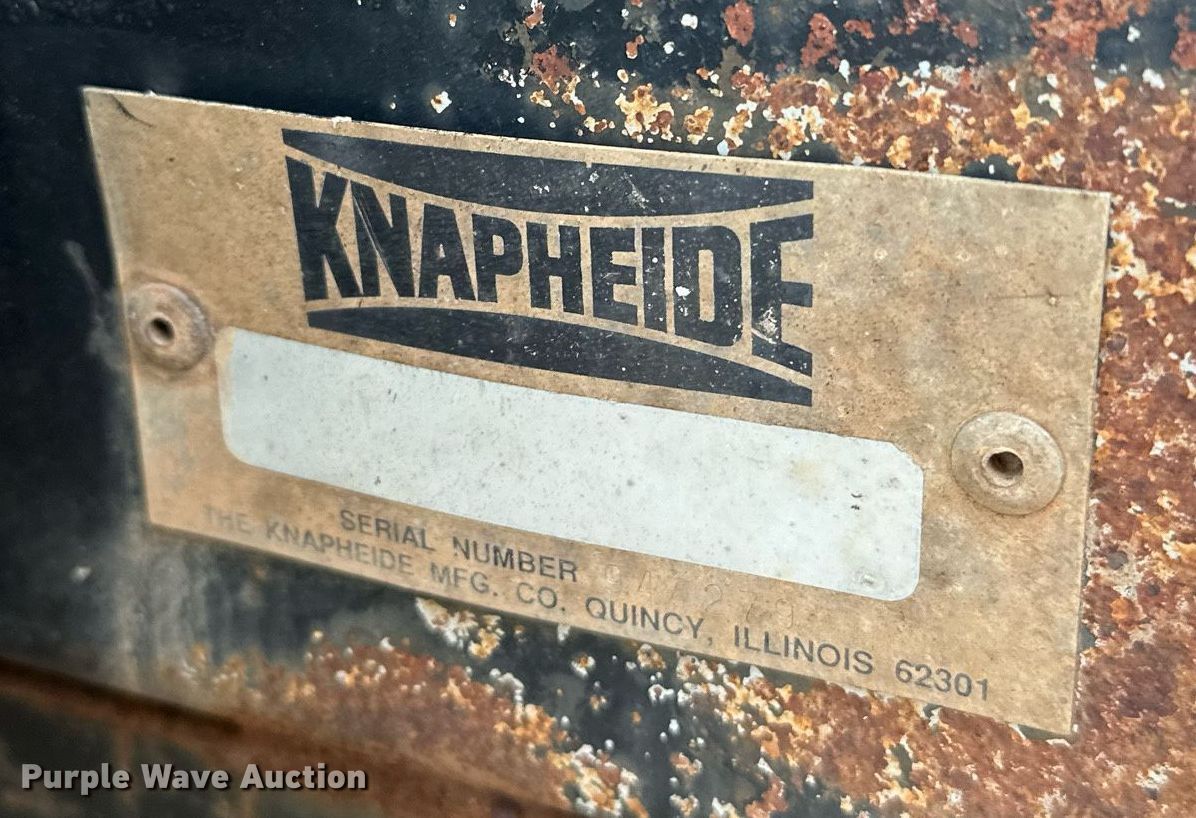 KNAPHEIDE
SERIAL NUMBER
THE KNAPHEIDE MFG. CO. QUINCY, ILLINOIS 62301
Purple Wave Auction